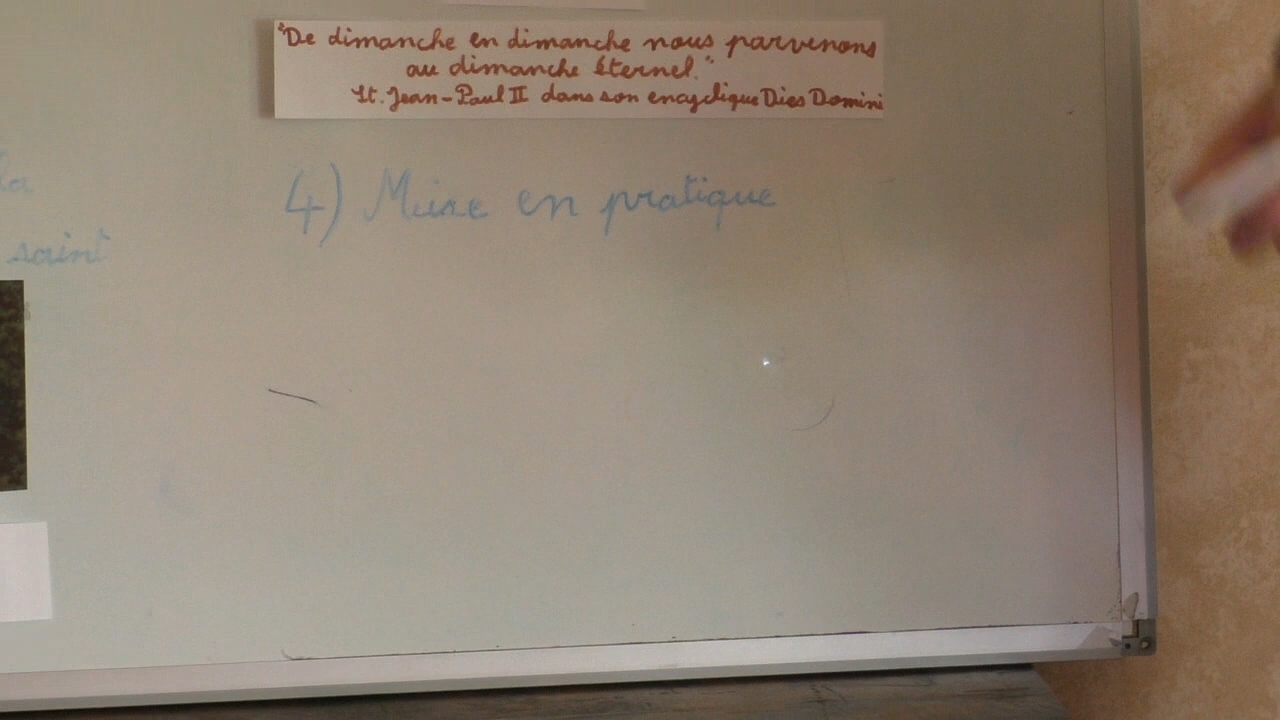 "De dimanche en dimanche nous parvenons
au dimanche éternel."
St. Jean-Paul II dans son encyclique Dies Domini
la
saint
4) Mise en pratique